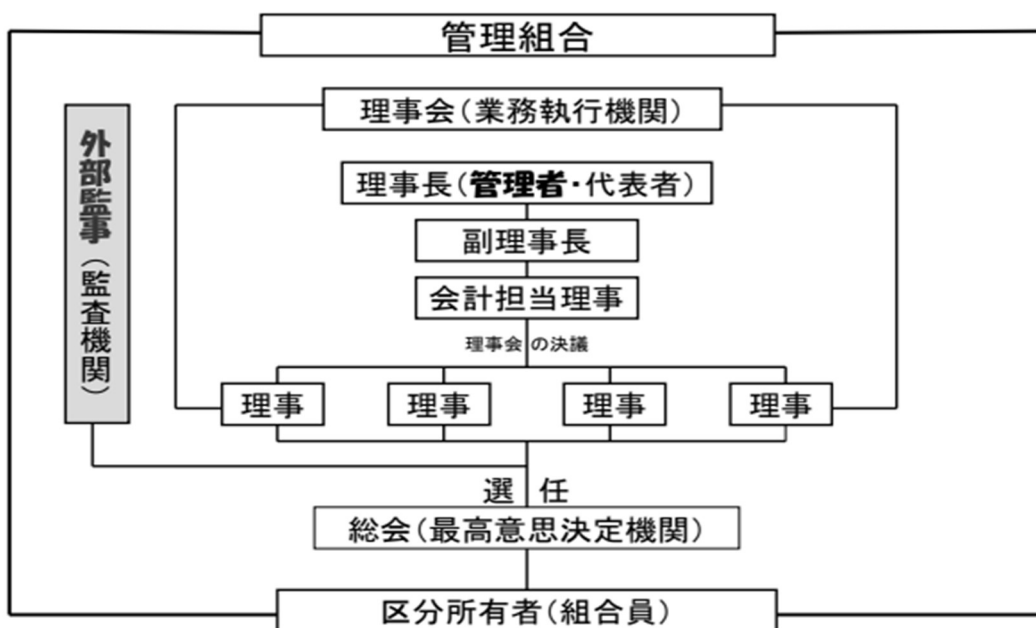 管理組合
理事会(業務執行機関)
外部監事(監査機関)
理事長(管理者・代表者)
副理事長
会計担当理事
理事会の決議
理事
理事
理事
理事
選任
総会(最高意思決定機関)
区分所有者(組合員)